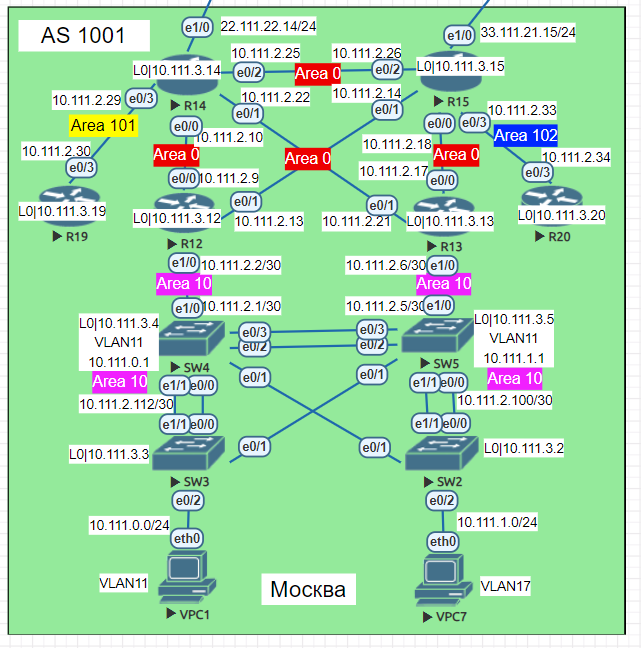 e1/0 22.111.22.14/24
AS 1001
e1/0 33.111.21.15/24
10.111.2.25 10.111.2.26
L0|10.111.3.14 e0/2 Area 0 e0/2 L0|10.111.3.15
10.111.2.29 e0/3 R14 10.111.2.22 10.111.2.14 R15
e0/1 e0/1 10.111.2.33
Area 101 e0/0 e0/0 e0/3 Area 102
10.111.2.10 10.111.2.18
10.111.2.30 Area 0 Area 0 Area 0 10.111.2.34
e0/3 e0/0 10.111.2.9 10.111.2.17 e0/0 e0/3
L0|10.111.3.19 L0|10.111.3.12 e0/1 e0/1 L0|10.111.3.13 L0|10.111.3.20
R19 R12 10.111.2.13 10.111.2.21 R13 R20
e1/0 10.111.2.2/30 10.111.2.6/30 e1/0
Area 10 Area 10
e1/0 10.111.2.1/30 10.111.2.5/30 e1/0
L0|10.111.3.4 e0/3 e0/3 L0|10.111.3.5
VLAN11 e0/2 e0/2 VLAN11
10.111.0.1 SW4 SW5 10.111.1.1
Area 10 e1/1 e0/0 e0/1 e0/1 e1/1 e0/0 Area 10
10.111.2.112/30 10.111.2.100/30
e1/1 e0/0 e1/1 e0/0
L0|10.111.3.3 e0/1 e0/1 L0|10.111.3.2
SW3 SW2
e0/2 e0/2
10.111.0.0/24 10.111.1.0/24
eth0 eth0
VLAN11 Москва VLAN17
VPC1 VPC7